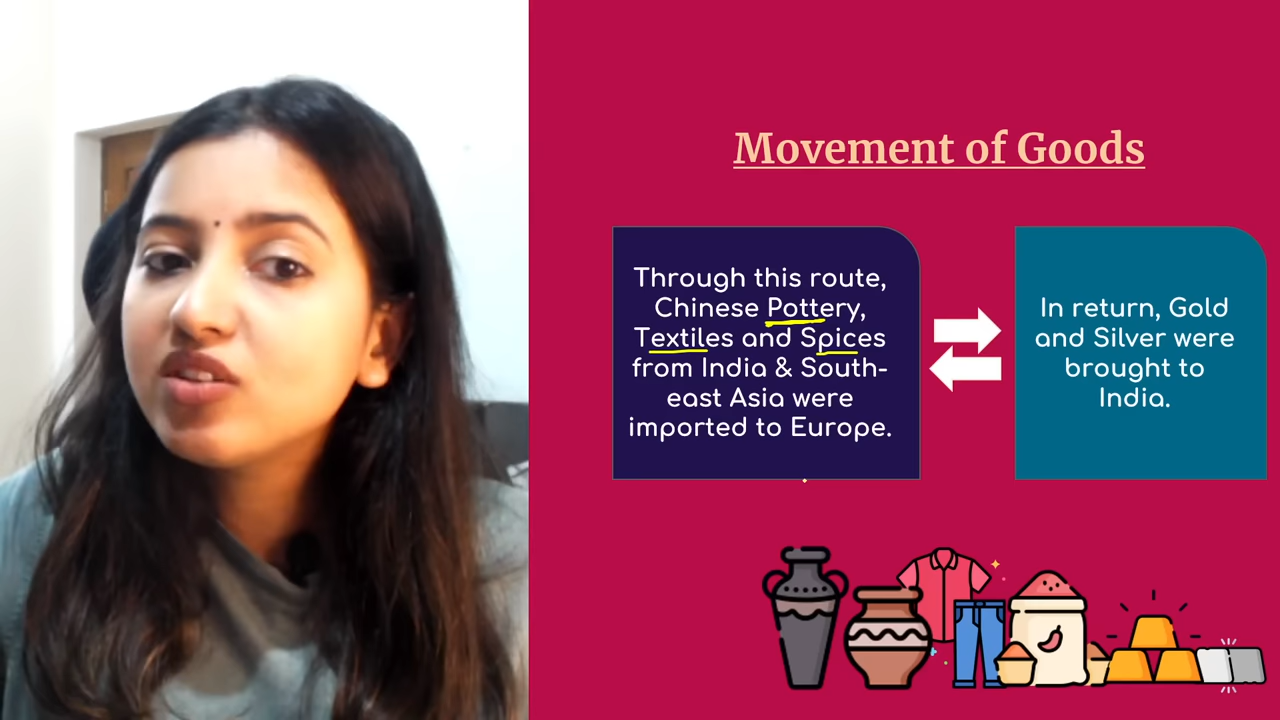 Movement of Goods
Through this route,
Chinese Pottery,
Textiles and Spices
from India & South-
east Asia were
imported to Europe.
In return, Gold
and Silver were
brought to
India.